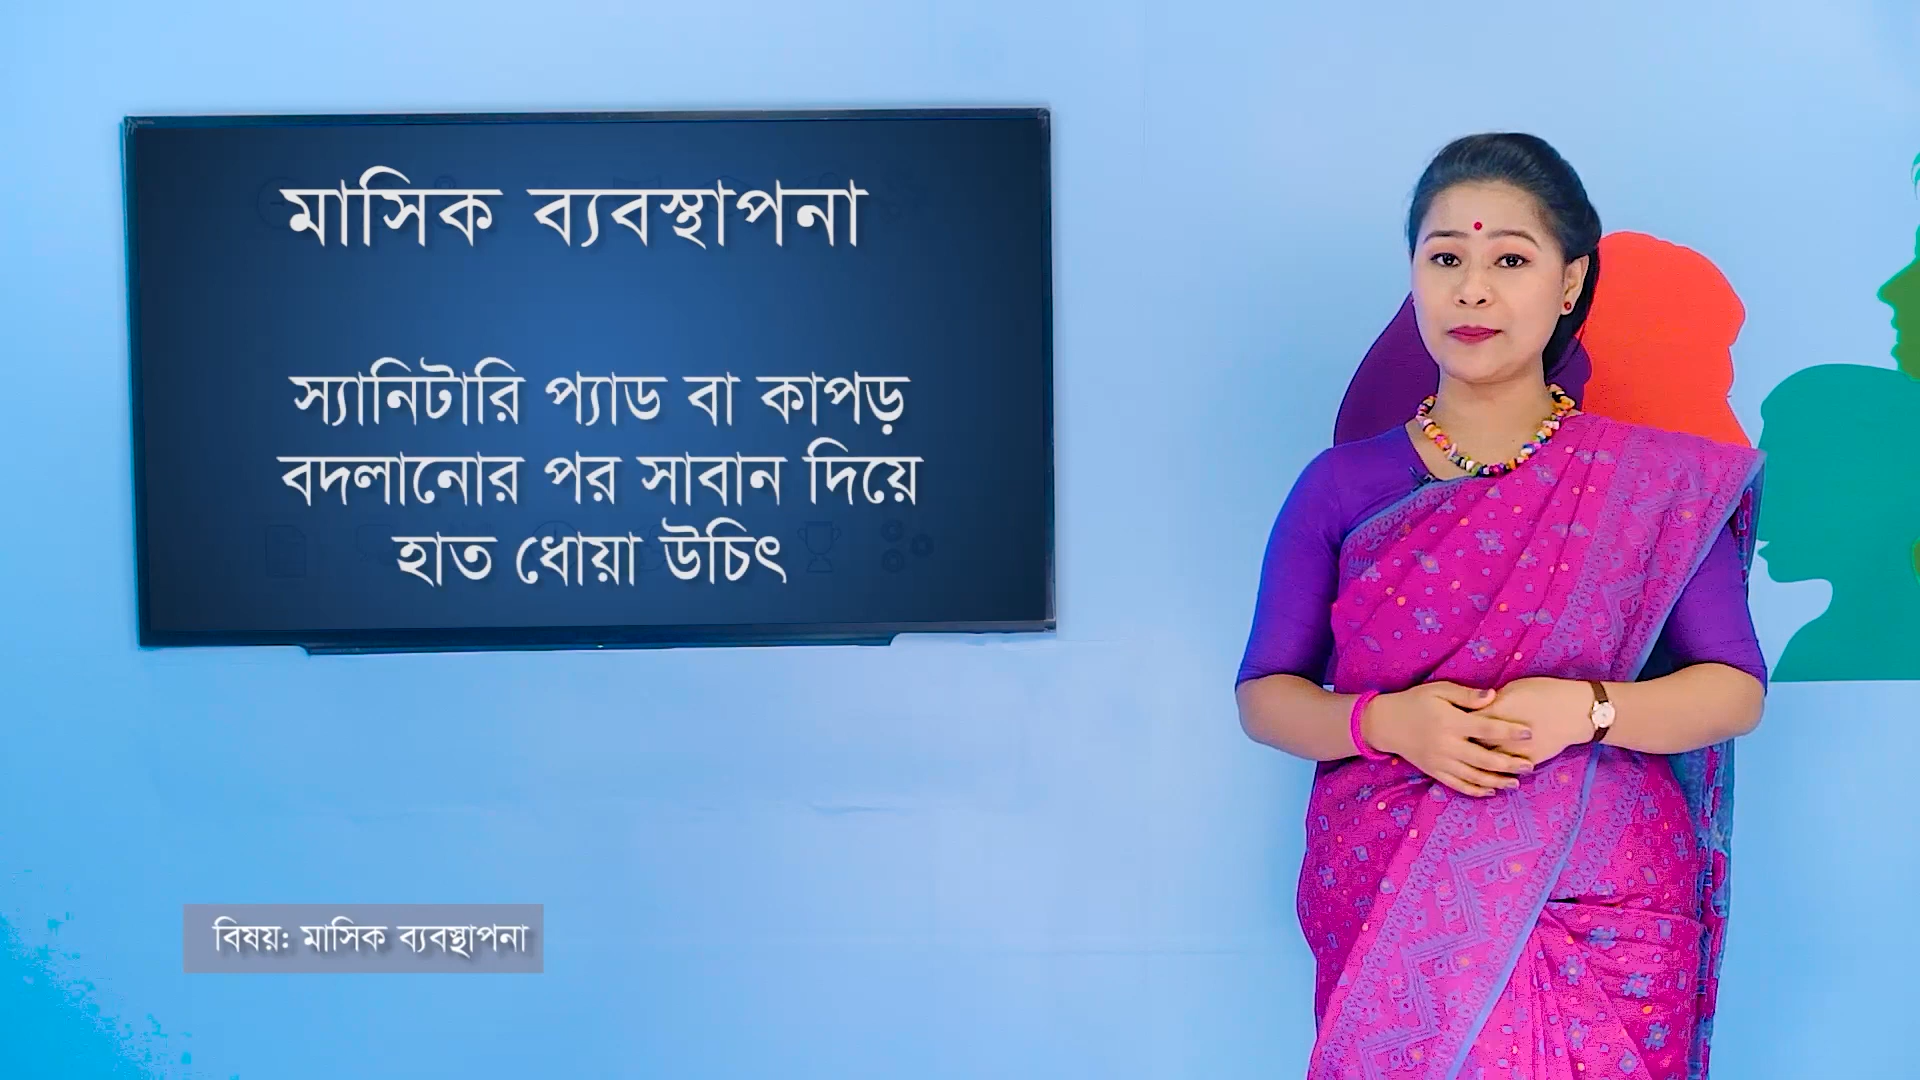 মাসিক ব্যবস্থাপনা
স্যানিটারি প্যাড বা কাপড়
বদলানোর পর সাবান দিয়ে
হাত ধোয়া উচিৎ
বিষয়: মাসিক ব্যবস্থাপনা